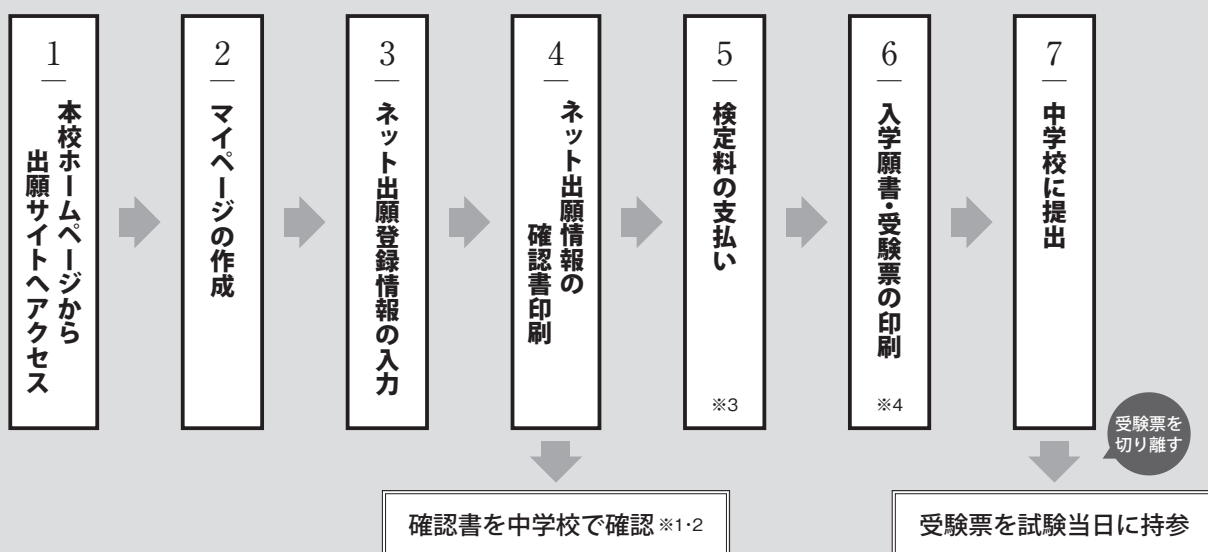 1
本校ホームページから
出願サイトへアクセス
2
マイページの作成
3
ネット出願登録情報の入力
4
ネット出願情報の
確認書印刷
5
検定料の支払い
※3
6
入学願書・受験票の印刷
※4
7
中学校に提出
受験票を
切り離す
確認書を中学校で確認 ※1・2
受験票を試験当日に持参